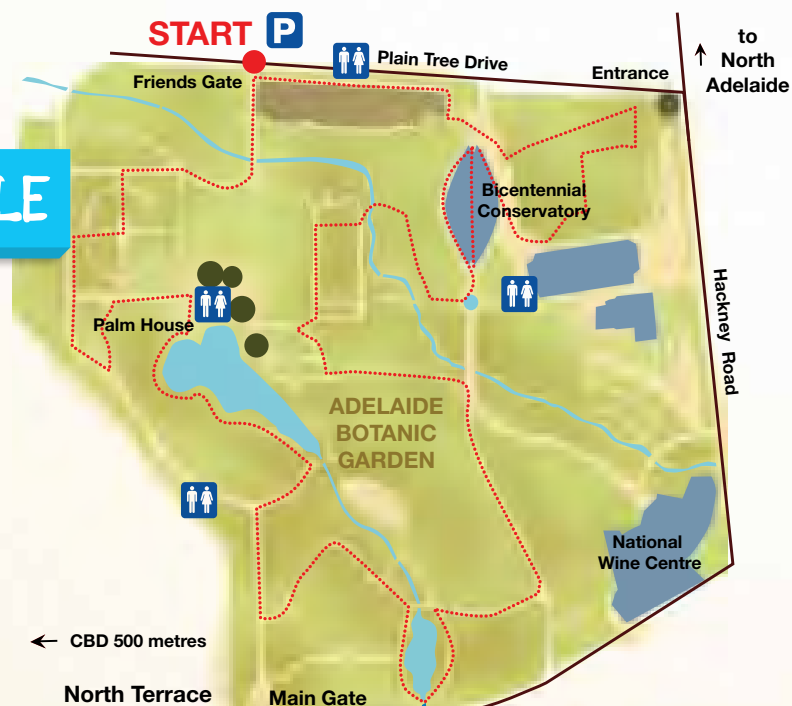 START P
Plain Tree Drive
to
North
Adelaide
Friends Gate
Entrance
LE
Bicentennial
Conservatory
Palm House
Hackney Road
ADELAIDE
BOTANIC
GARDEN
National
Wine Centre
CBD 500 metres
North Terrace
Main Gate